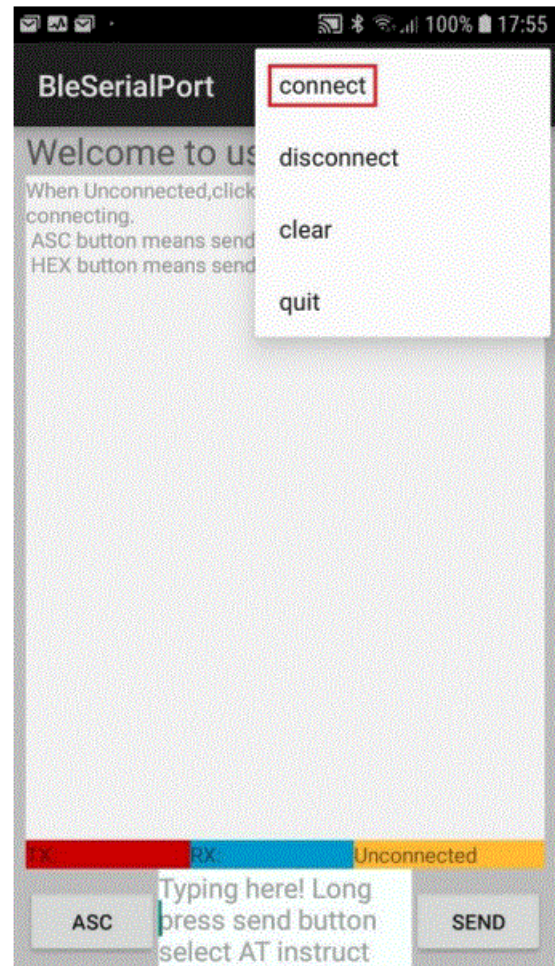 100% 17:55
BleSerialPort
connect
disconnect
clear
quit
Welcome to us
When Unconnected,click
connecting.
ASC button means send
HEX button means send
TX:
RX:
Unconnected
ASC
Typing here! Long
press send button
select AT instruct
SEND